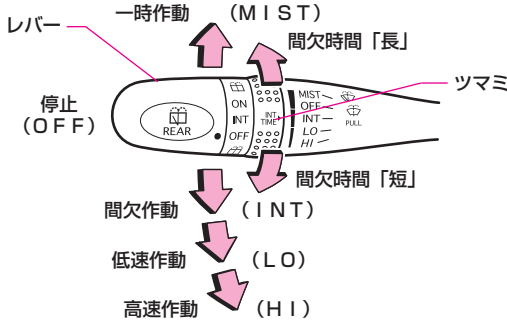 一時作動 (MIST)
レバー
間欠時間「長」
ツマミ
停止
(OFF)
REAR
ON
INT
OFF
INT
TIME
MIST
OFF
INT
LO
HI
PULL
間欠時間「短」
間欠作動 (INT)
低速作動 (LO)
高速作動 (HI)